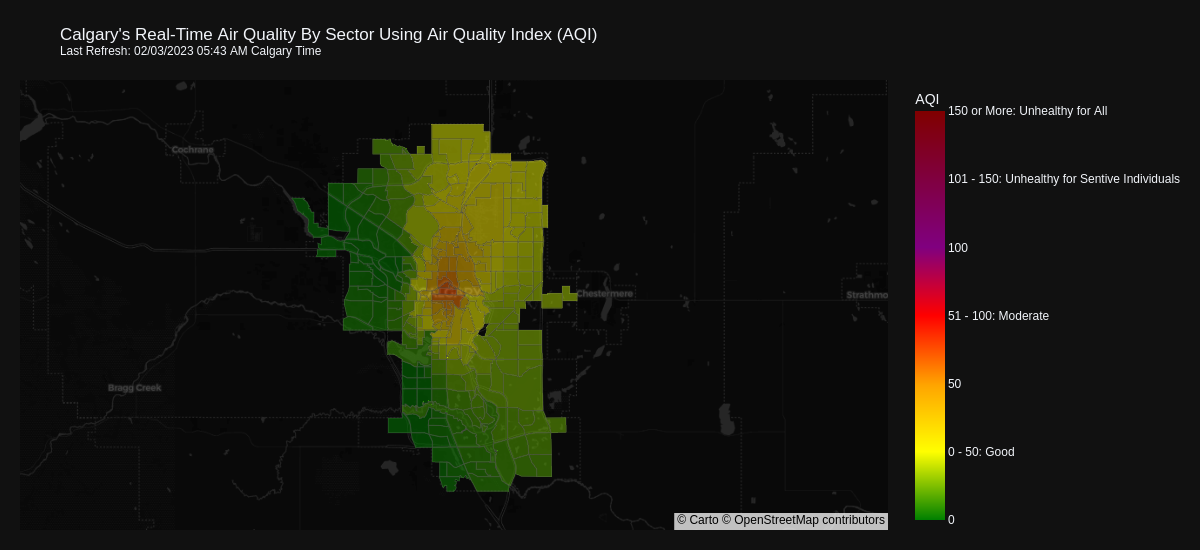 Calgary's Real-Time Air Quality By Sector Using Air Quality Index (AQI)
Last Refresh: 02/03/2023 05:43 AM Calgary Time
AQI
150 or More: Unhealthy for All
Cochrane
101 - 150: Unhealthy for Sentive Individuals
100
Chestermere
Strathmo
51 - 100: Moderate
Bragg Creek
50
0 - 50: Good
© Carto © OpenStreetMap contributors
0